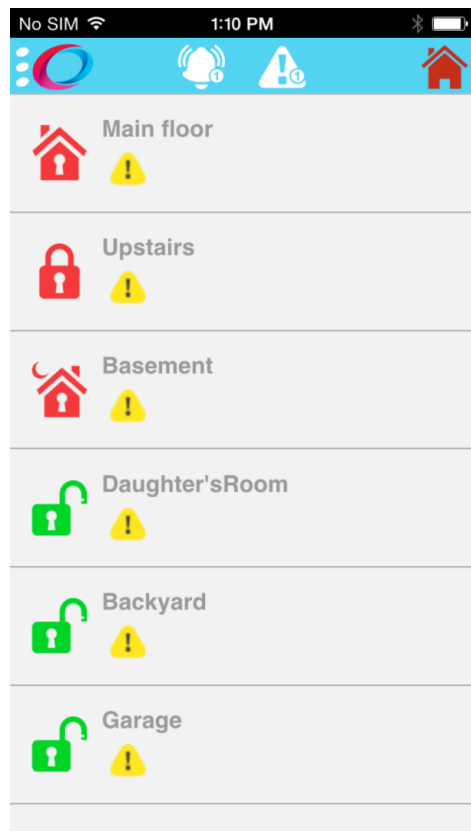 No SIM 1:10 PM
1 1
Main floor
!
Upstairs
!
Basement
!
Daughter'sRoom
!
Backyard
!
Garage
!